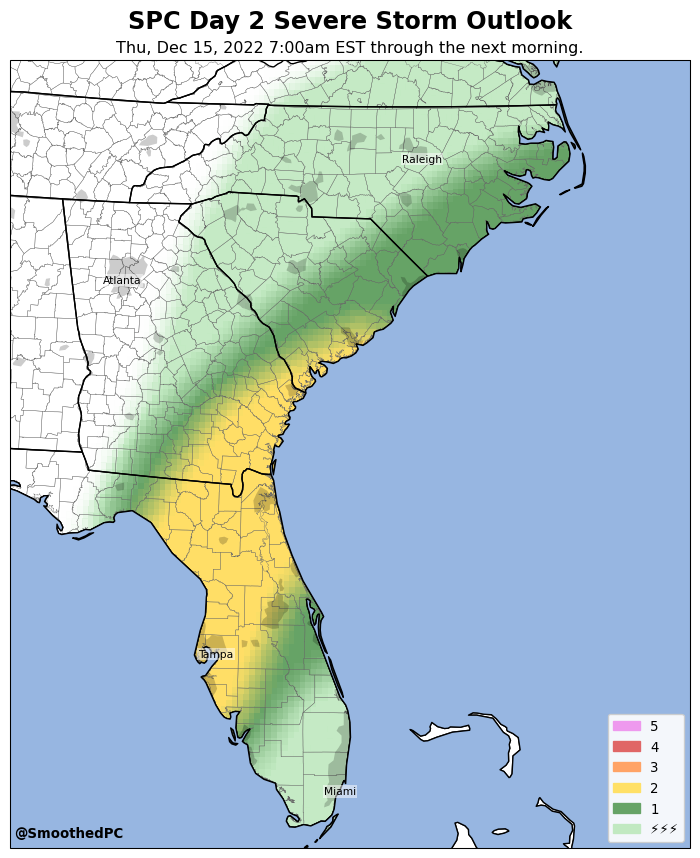 SPC Day 2 Severe Storm Outlook
Thu, Dec 15, 2022 7:00am EST through the next morning.
Raleigh
Atlanta
Tampa
Miami
5
4
3
2
1
⚡⚡⚡
@SmoothedPC